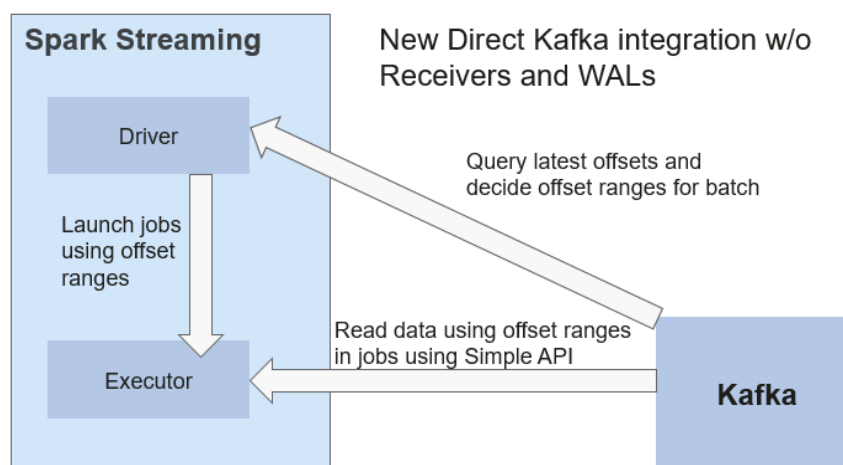 Spark Streaming
New Direct Kafka integration w/o
Receivers and WALs
Driver
Query latest offsets and
decide offset ranges for batch
Launch jobs
using offset
ranges
Read data using offset ranges
in jobs using Simple API
Executor
Kafka